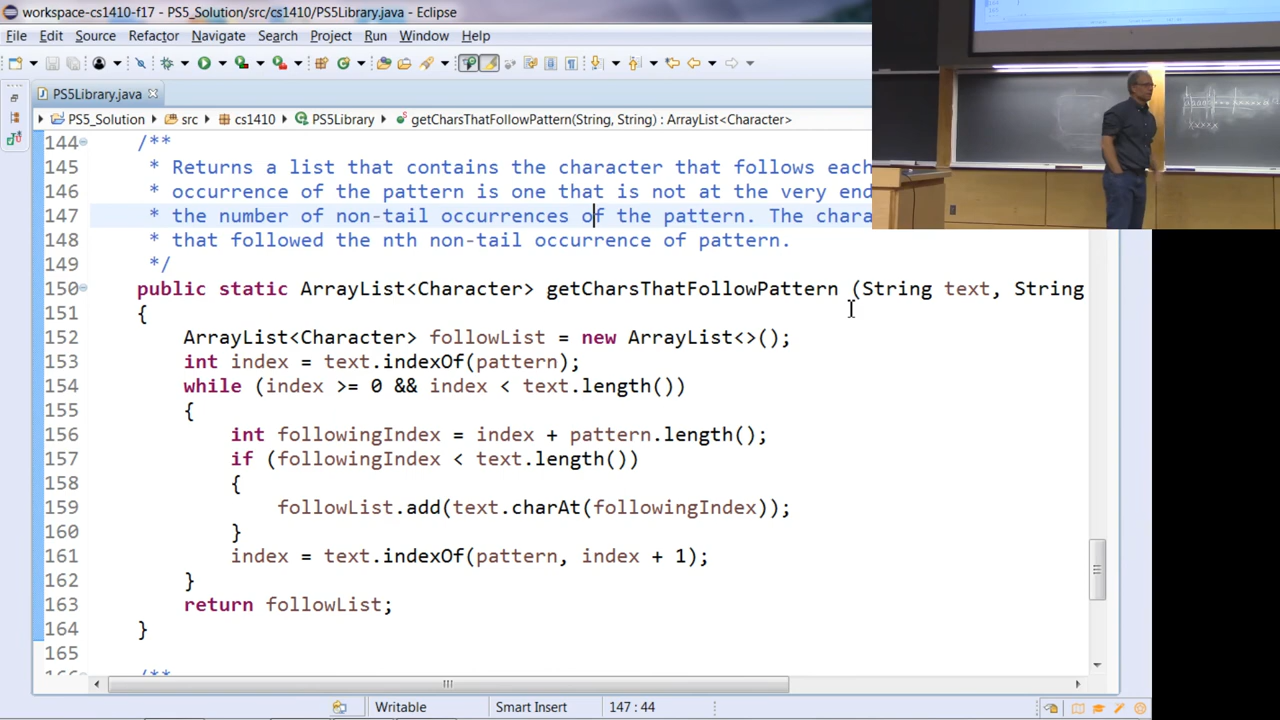 workspace-cs1410-f17 - PS5_Solution/src/cs1410/PS5Library.java - Eclipse
File Edit Source Refactor Navigate Search Project Run Window Help
PS5Library.java
PS5_Solution src cs1410 PS5Library getCharsThatFollowPattern(String, String) : ArrayList<Character>
144 /**
145 * Returns a list that contains the character that follows each
146 * occurrence of the pattern is one that is not at the very end
147 * the number of non-tail occurrences of the pattern. The chara
148 * that followed the nth non-tail occurrence of pattern.
149 */
150 public static ArrayList<Character> getCharsThatFollowPattern (String text, String
151 {
152 ArrayList<Character> followList = new ArrayList<>();
153 int index = text.indexOf(pattern);
154 while (index >= 0 && index < text.length())
155 {
156 int followingIndex = index + pattern.length();
157 if (followingIndex < text.length())
158 {
159 followList.add(text.charAt(followingIndex));
160 }
161 index = text.indexOf(pattern, index + 1);
162 }
163 return followList;
164 }
165
166 /**
Writable Smart Insert 147 : 44